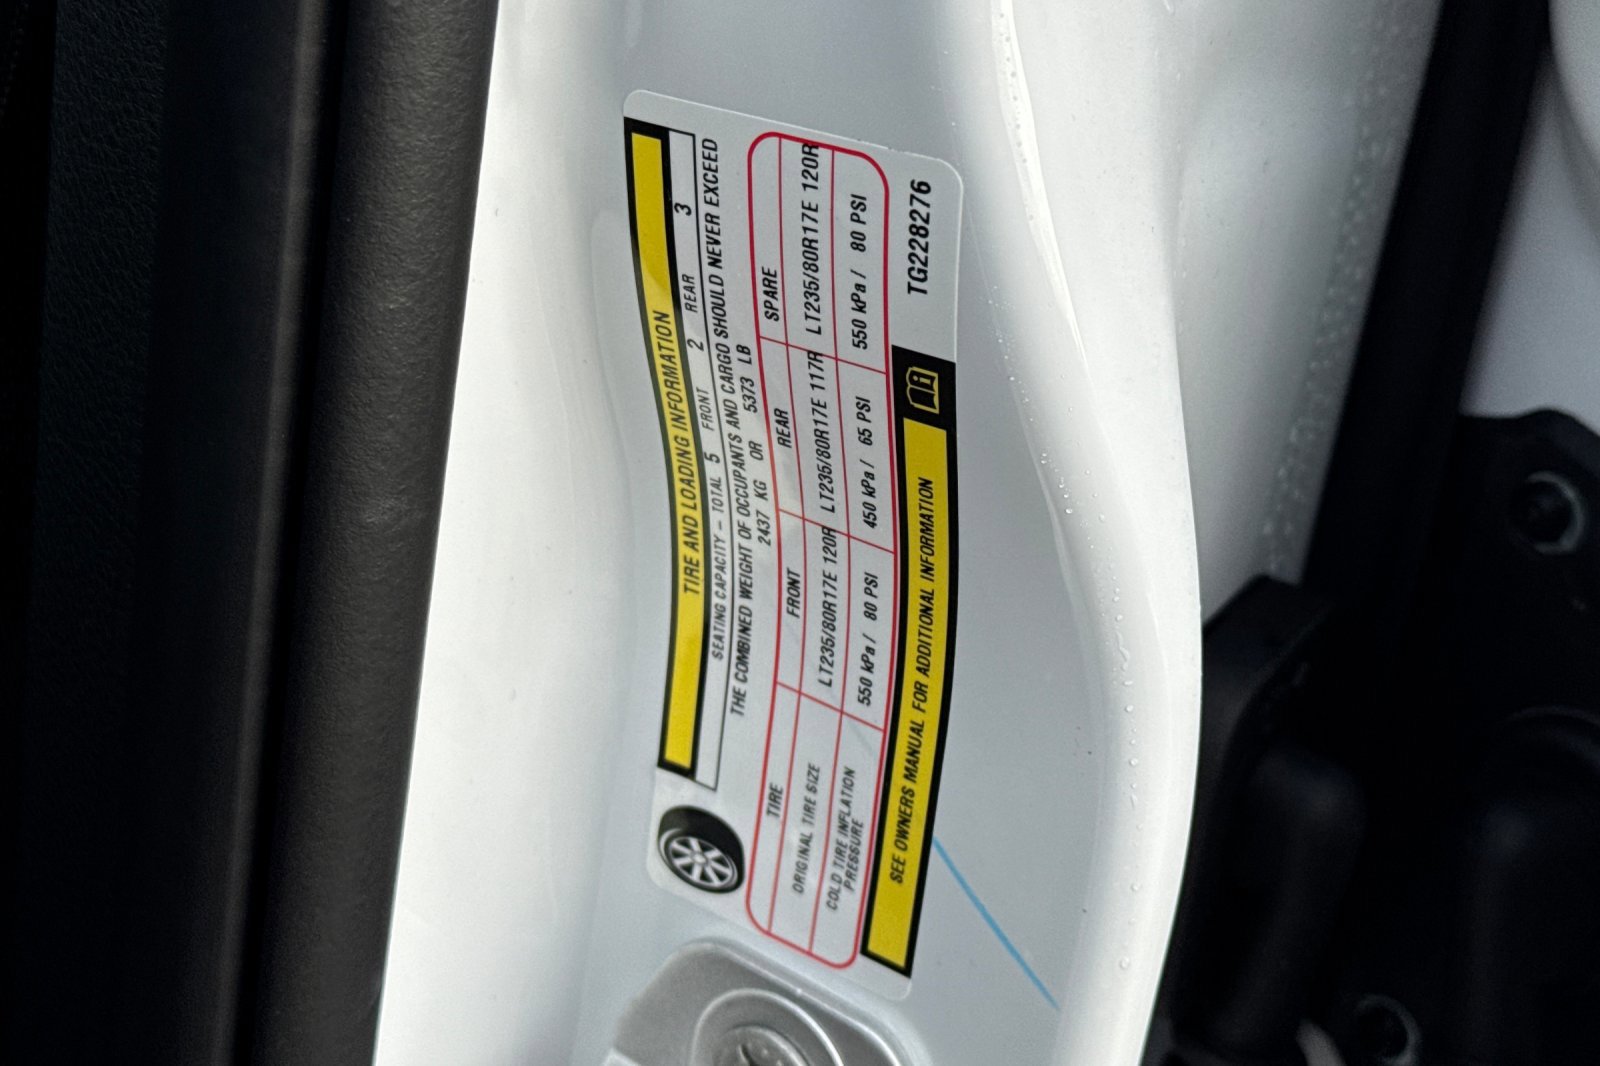 TIRE AND LOADING INFORMATION
SEATING CAPACITY – TOTAL 5 FRONT 2 REAR 3
THE COMBINED WEIGHT OF OCCUPANTS AND CARGO SHOULD NEVER EXCEED
2437 KG OR 5373 LB
TIRE FRONT REAR SPARE
ORIGINAL TIRE SIZE LT235/80R17E 120R LT235/80R17E 117R LT235/80R17E 120R
COLD TIRE INFLATION
PRESSURE 550 kPa / 80 PSI 450 kPa / 65 PSI 550 kPa / 80 PSI
SEE OWNERS MANUAL FOR ADDITIONAL INFORMATION
TG228276